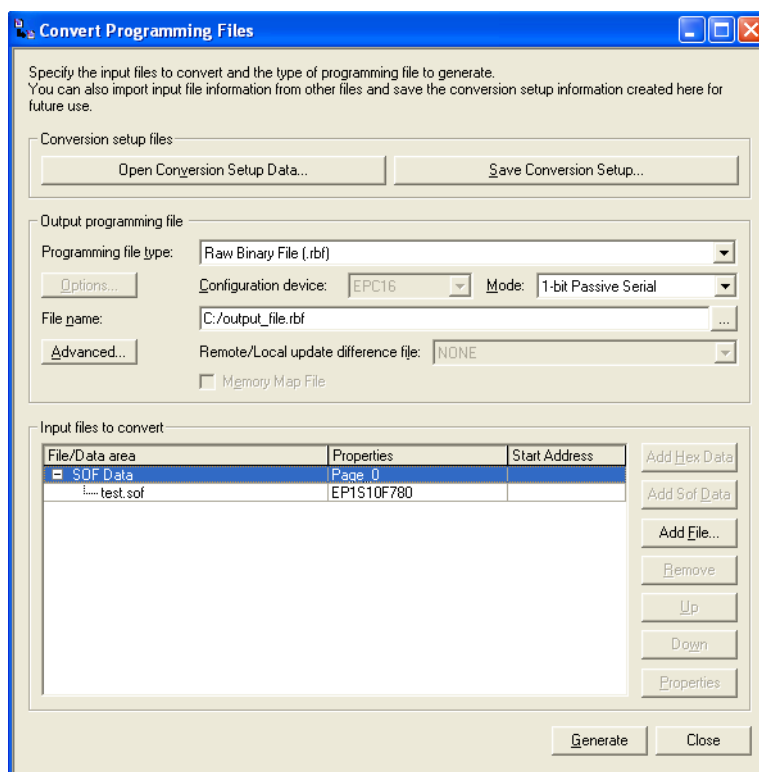 Convert Programming Files
Specify the input files to convert and the type of programming file to generate.
You can also import input file information from other files and save the conversion setup information created here for
future use.
Conversion setup files
Open Conversion Setup Data...
Save Conversion Setup...
Output programming file
Programming file type:
Raw Binary File (.rbf)
Options...
Configuration device:
EPC16
Mode:
1-bit Passive Serial
File name:
C:/output_file.rbf
...
Advanced...
Remote/Local update difference file:
NONE
Memory Map File
Input files to convert
File/Data area
Properties
Start Address
Add Hex Data
SOF Data
Page_0
test.sof
EP1S10F780
Add Sof Data
Add File...
Remove
Up
Down
Properties
Generate
Close